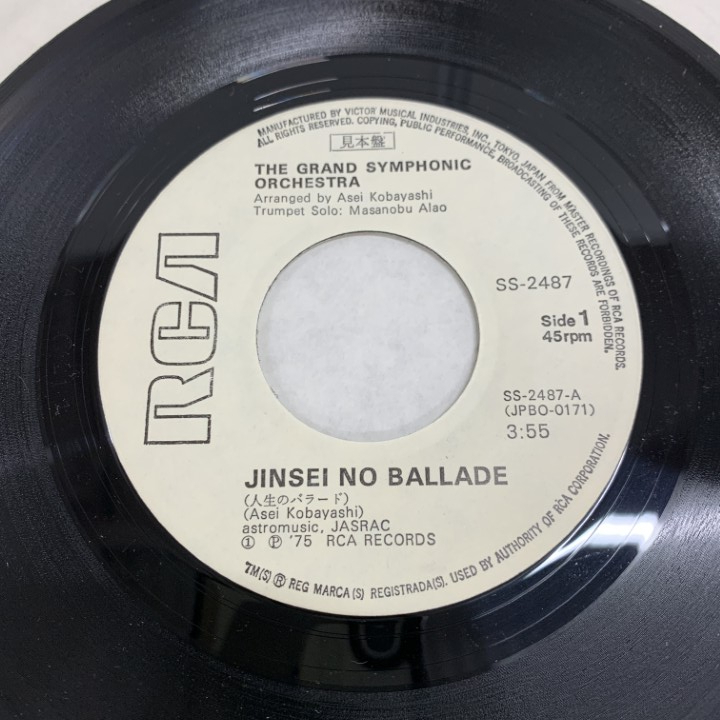 MANUFACTURED BY VICTOR MUSICAL INDUSTRIES, INC., TOKYO, JAPAN FROM MASTER RECORDINGS OF RCA RECORDS.
ALL RIGHTS RESERVED. COPYING, PUBLIC PERFORMANCE, BROADCASTING OF THESE RECORDS ARE FORBIDDEN.
見本盤
THE GRAND SYMPHONIC
ORCHESTRA
Arranged by Asei Kobayashi
Trumpet Solo: Masanobu Alao
RCA
SS-2487
Side 1
45rpm
SS-2487-A
(JPBO-0171)
3:55
JINSEI NO BALLADE
(人生のバラード)
(Asei Kobayashi)
astromusic, JASRAC
① Ⓟ '75 RCA RECORDS
TM(S) ® REG MARCA(S) REGISTRADA(S). USED BY AUTHORITY OF RCA CORPORATION.